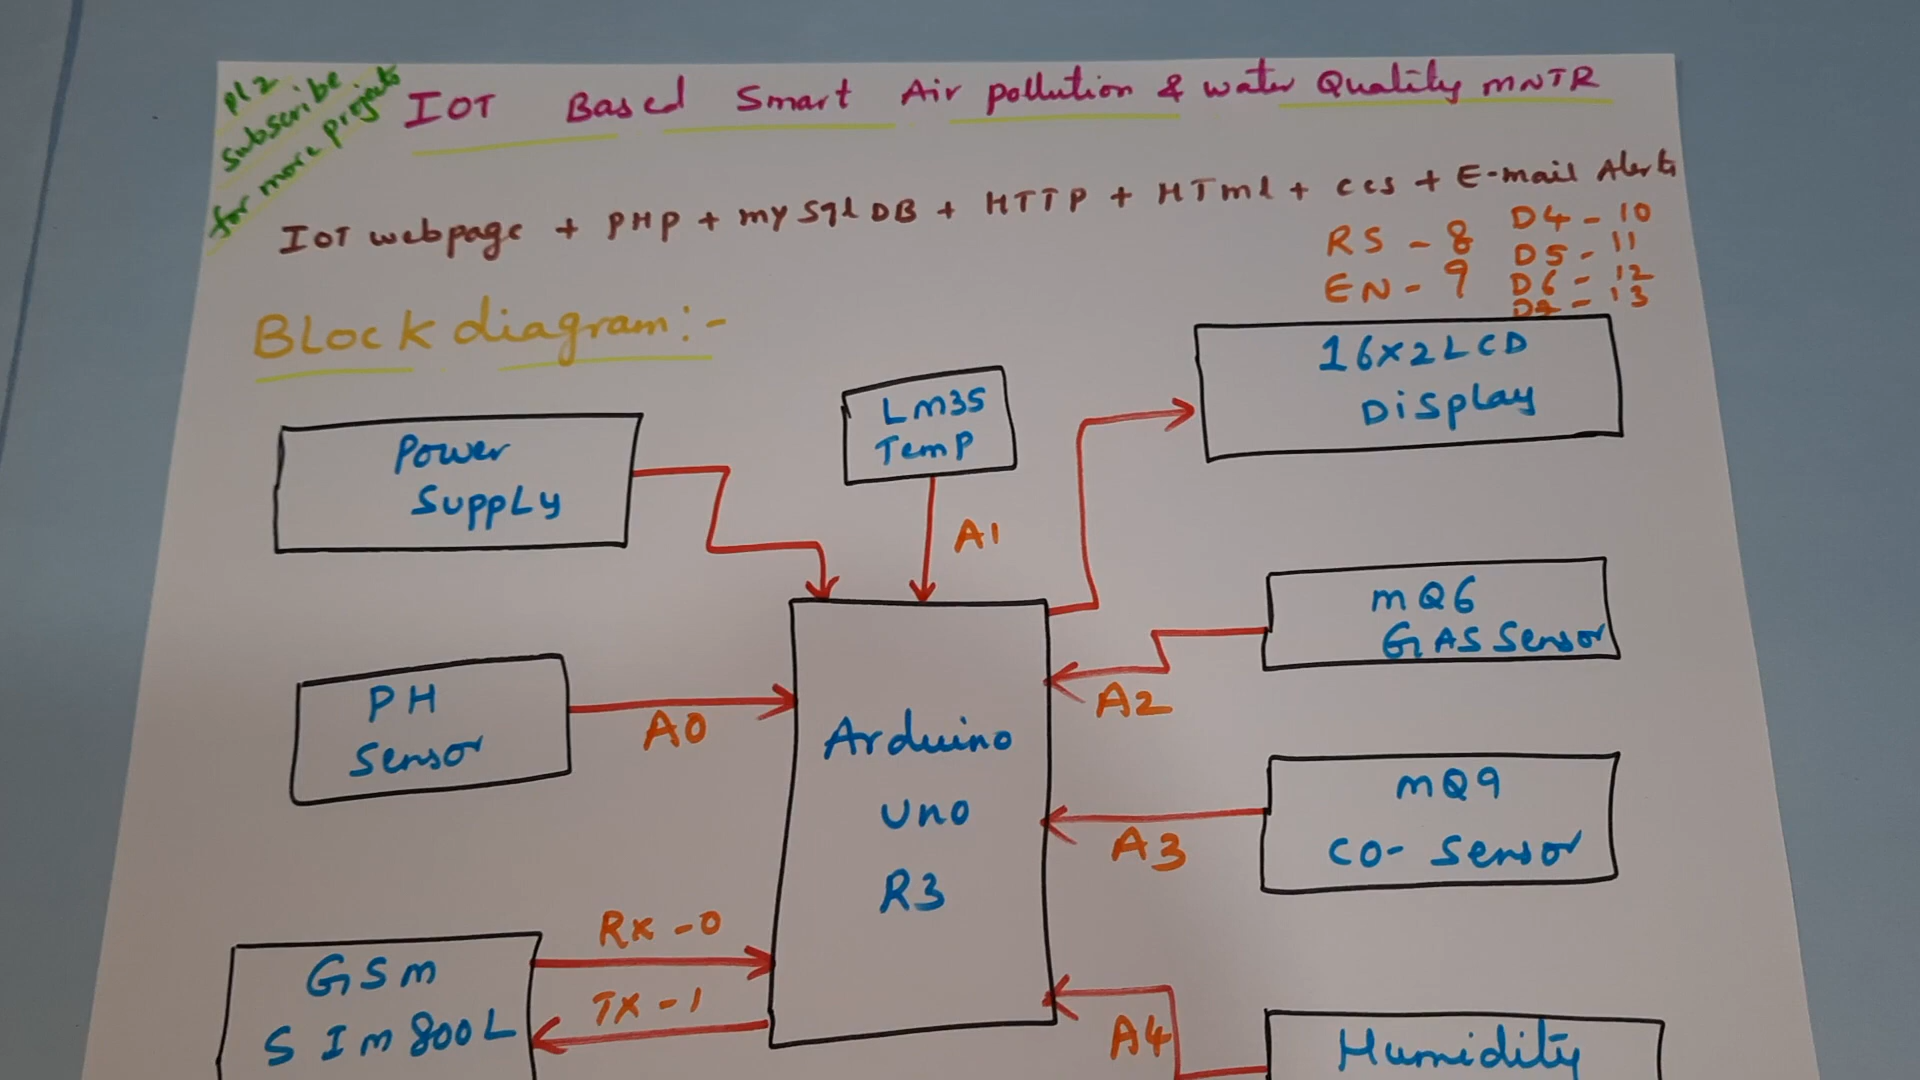 Plz
Subscribe
for more projects
IOT Based Smart Air pollution & water Quality MNTR
IOT webpage + PHP + mySqlDB + HTTP + HTml + ccs + E-mail Alerts
RS - 8
EN - 9
D4 - 10
D5 - 11
D6 - 12
D7 - 13
Block diagram:-
16x2 LCD
Display
Lm35
Temp
Power
Supply
A1
mQ6
GAS Sensor
PH
Sensor
A0
A2
Arduino
uno
R3
mQ9
CO- Sensor
A3
Rx - 0
GSm
SIm800L
TX - 1
A4
Humidity